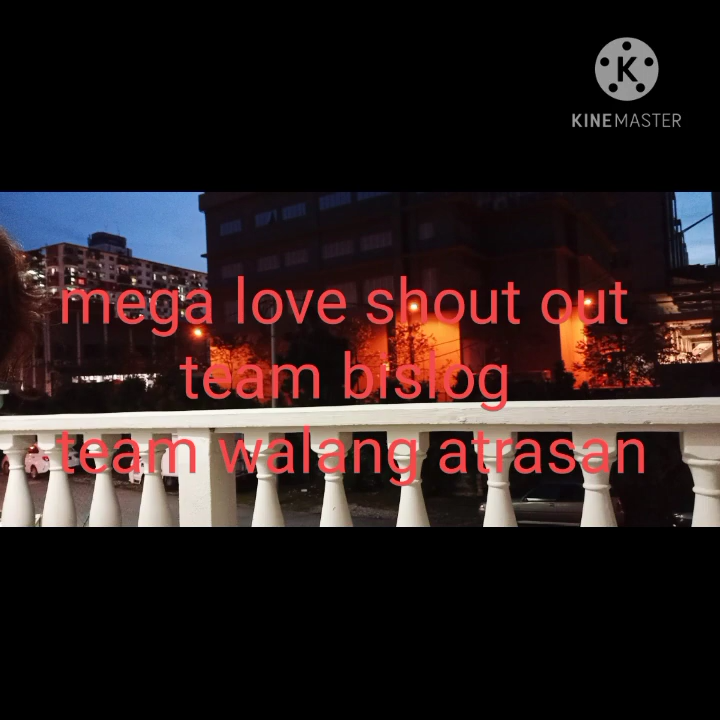 K
KINEMASTER
mega love shout out
team bislog
team walang atrasan